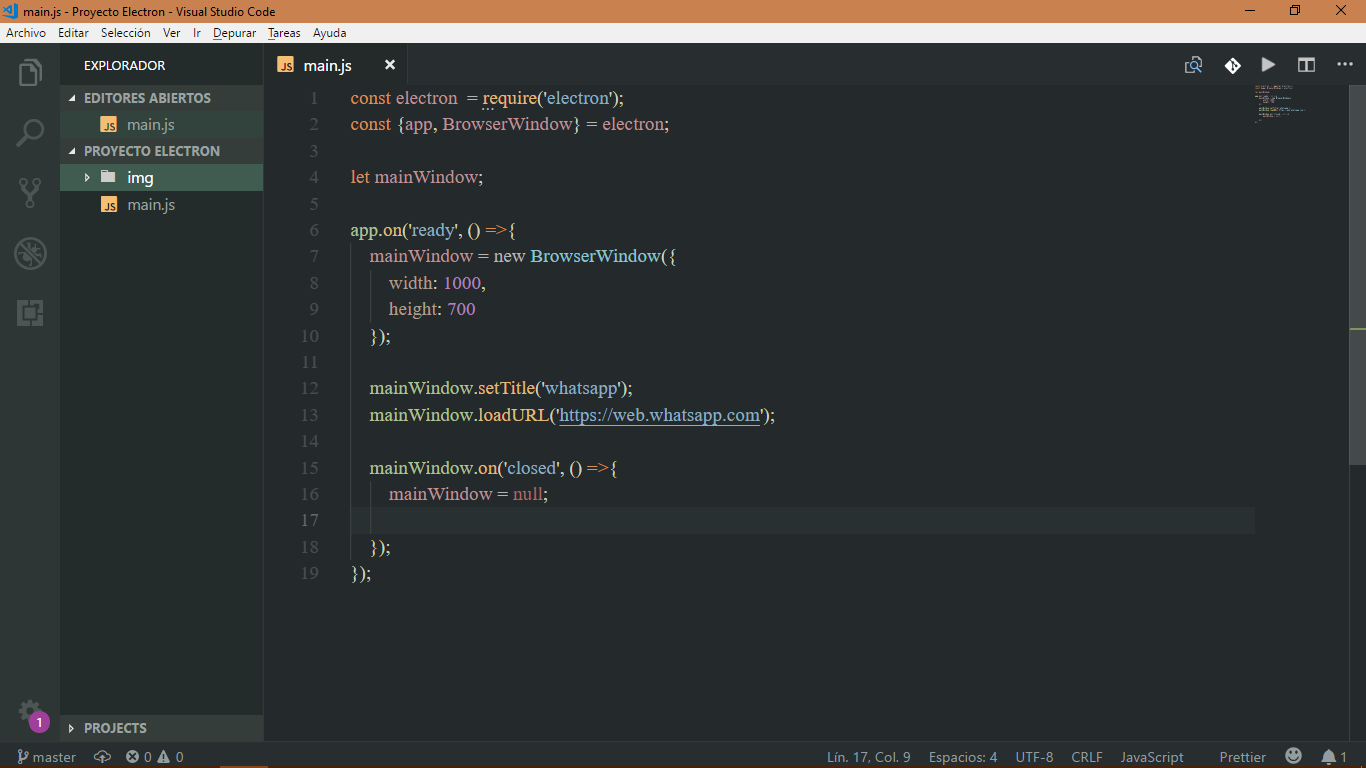 main.js - Proyecto Electron - Visual Studio Code
Archivo Editar Selección Ver Ir Depurar Tareas Ayuda
EXPLORADOR
EDITORES ABIERTOS
JS main.js
PROYECTO ELECTRON
img
JS main.js
PROJECTS
1
JS main.js
1 const electron = require('electron');
2 const {app, BrowserWindow} = electron;
3
4 let mainWindow;
5
6 app.on('ready', () =>{
7 mainWindow = new BrowserWindow({
8 width: 1000,
9 height: 700
10 });
11
12 mainWindow.setTitle('whatsapp');
13 mainWindow.loadURL('https://web.whatsapp.com');
14
15 mainWindow.on('closed', () =>{
16 mainWindow = null;
17
18 });
19 });
master 0 0 Lín. 17, Col. 9 Espacios: 4 UTF-8 CRLF JavaScript Prettier 1